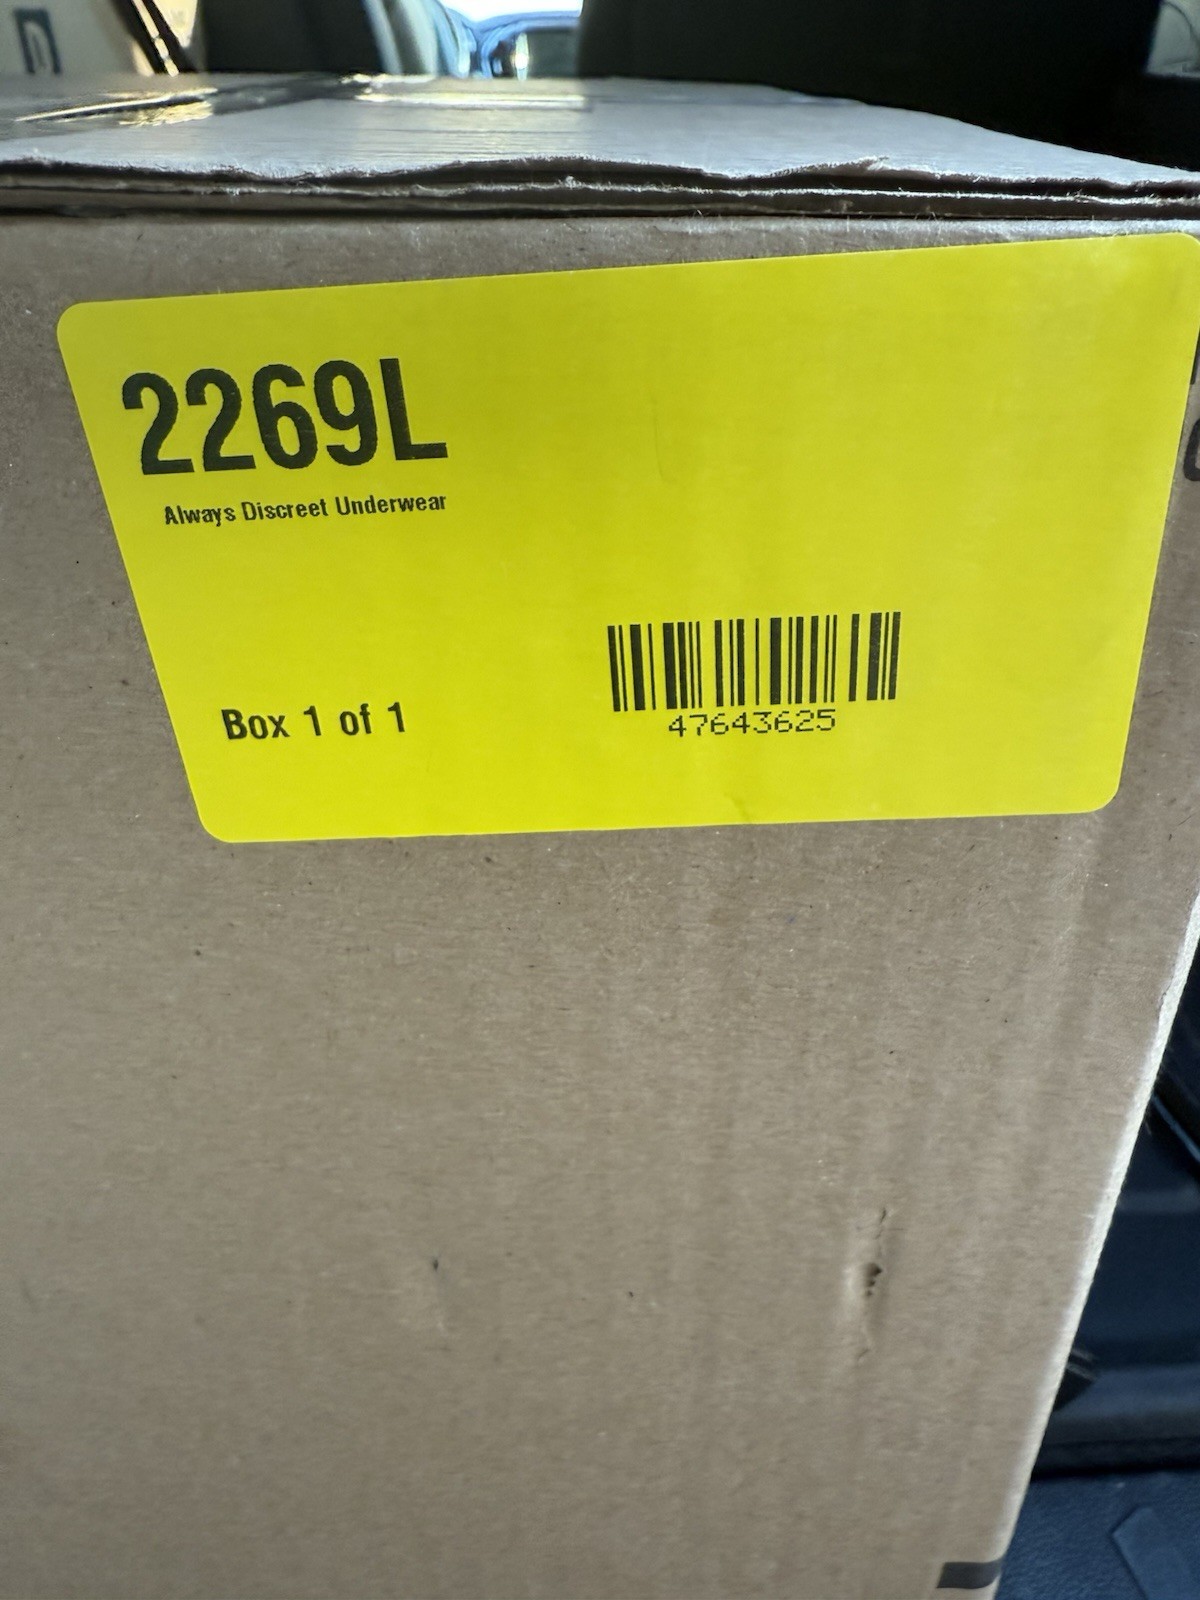 2269L
Always Discreet Underwear
Box 1 of 1
47643625